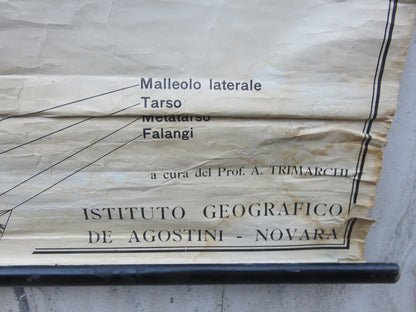 Malleolo laterale
Tarso
Metatarso
Falangi
a cura del Prof. A. TRIMARCHI
ISTITUTO GEOGRAFICO
DE AGOSTINI - NOVARA